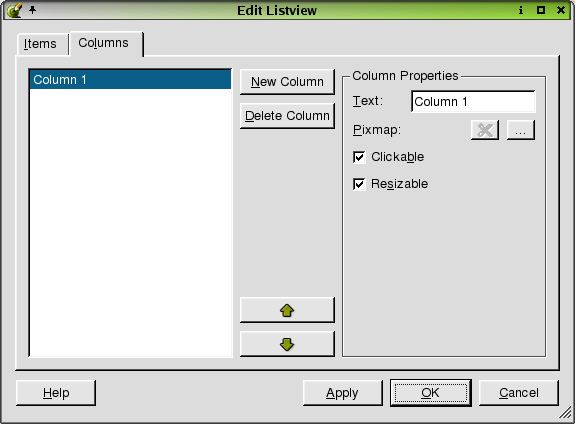 Edit Listview
Items
Columns
Column 1
New Column
Delete Column
Column Properties
Text:
Column 1
Pixmap:
...
Clickable
Resizable
Help
Apply
OK
Cancel